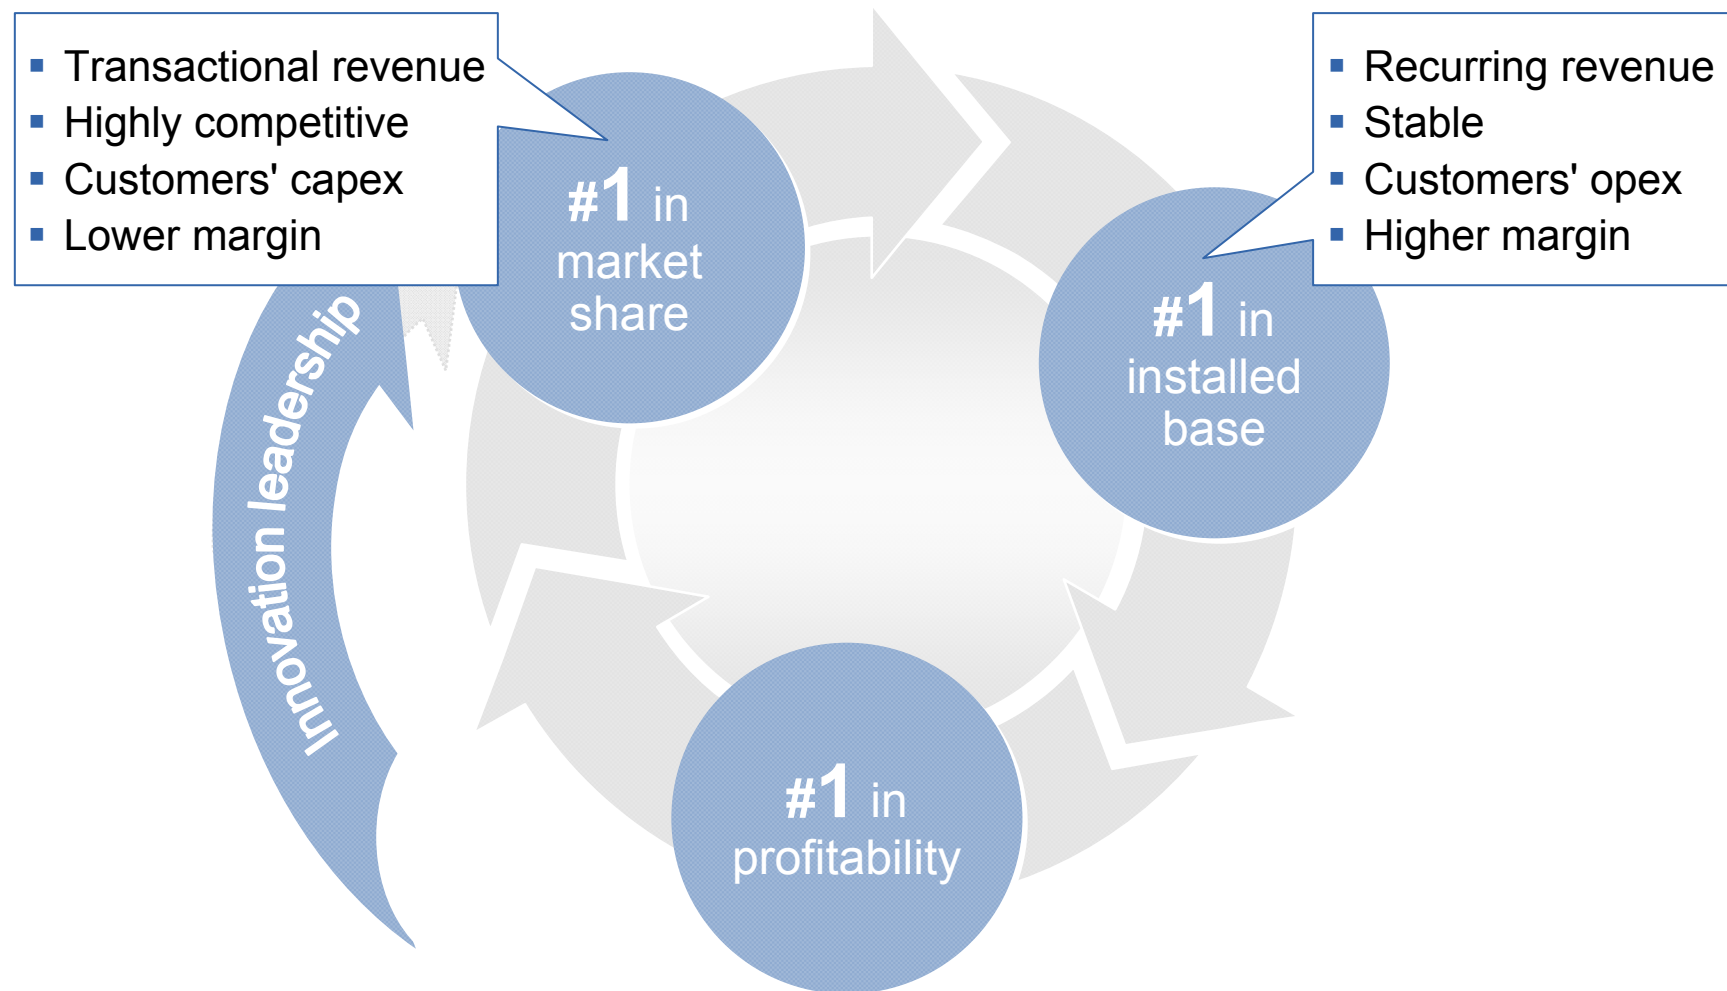 Transactional revenue
Highly competitive
Customers' capex
Lower margin
Recurring revenue
Stable
Customers' opex
Higher margin
#1 in
market
share
#1 in
installed
base
#1 in
profitability
Innovation leadership